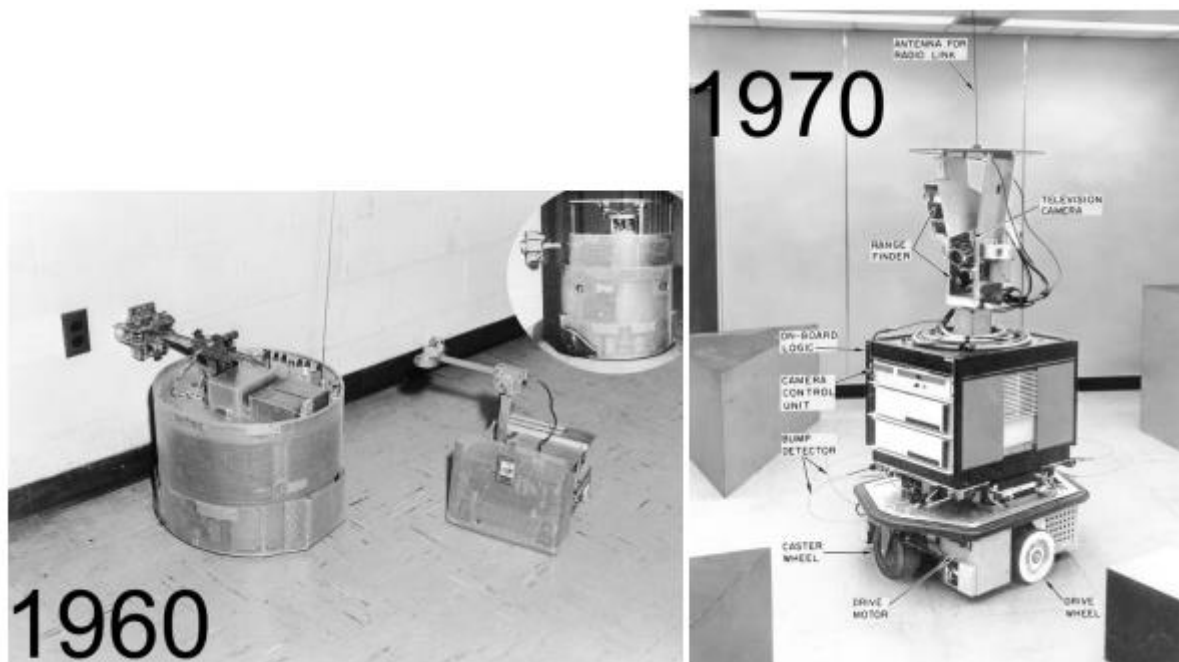 1960
1970
ANTENNA FOR
RADIO LINK
TELEVISION
CAMERA
RANGE
FINDER
ON-BOARD
LOGIC
CAMERA
CONTROL
UNIT
BUMP
DETECTOR
CASTER
WHEEL
DRIVE
MOTOR
DRIVE
WHEEL